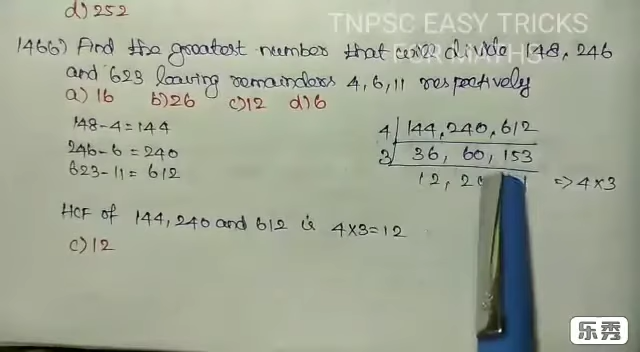 d) 252
TNPSC EASY TRICKS
1466) Find the greatest number that will divide 148, 246
and 623 leaving remainders 4, 6, 11 respectively
a) 16 b) 26 c) 12 d) 6
148 - 4 = 144
246 - 6 = 240
623 - 11 = 612
4 | 144, 240, 612
3 | 36, 60, 153
12, 2 1 => 4 x 3
HCF of 144, 240 and 612 is 4 x 3 = 12
c) 12
乐秀